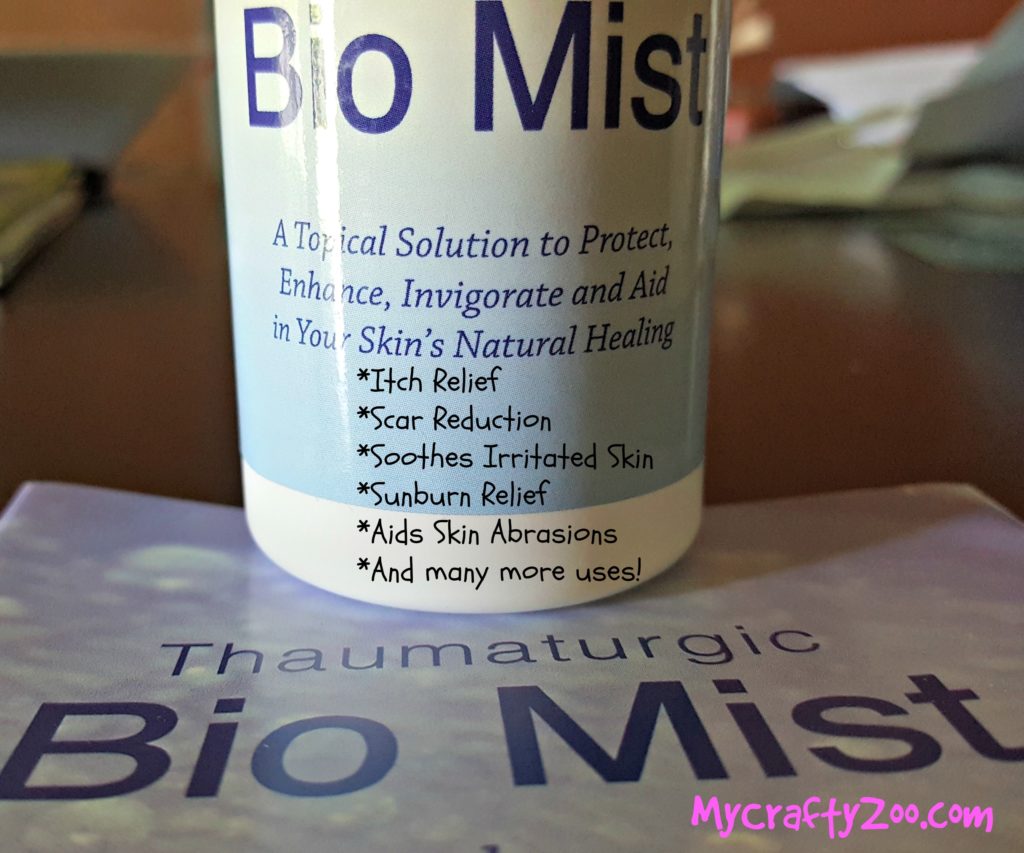 Bio Mist
A Topical Solution to Protect,
Enhance, Invigorate and Aid
in Your Skin's Natural Healing
*Itch Relief
*Scar Reduction
*Soothes Irritated Skin
*Sunburn Relief
*Aids Skin Abrasions
*And many more uses!
Thaumaturgic
Bio Mist
MyCraftyZoo.com